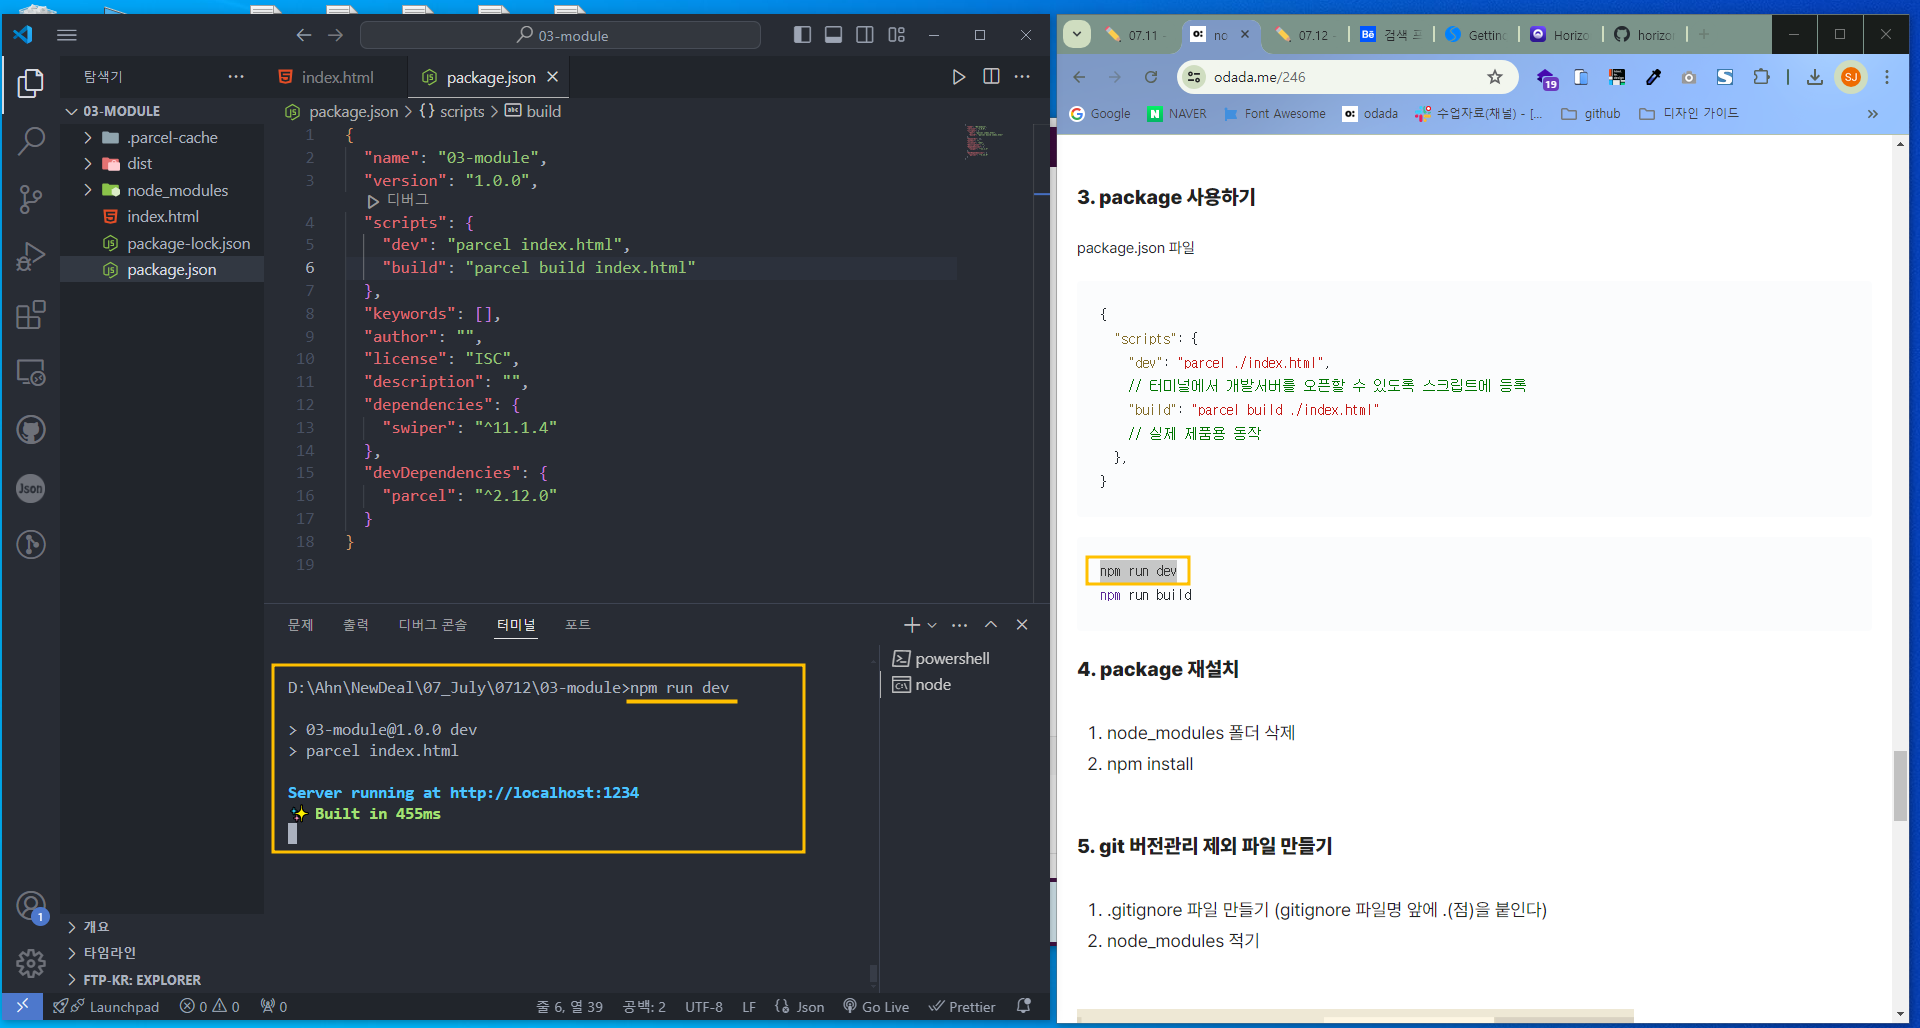 03-module
탐색기
index.html
package.json
03-MODULE
.parcel-cache
dist
node_modules
index.html
package-lock.json
package.json
package.json > {} scripts > build
1 {
2 "name": "03-module",
3 "version": "1.0.0",
디버그
4 "scripts": {
5 "dev": "parcel index.html",
6 "build": "parcel build index.html"
7 },
8 "keywords": [],
9 "author": "",
10 "license": "ISC",
11 "description": "",
12 "dependencies": {
13 "swiper": "^11.1.4"
14 },
15 "devDependencies": {
16 "parcel": "^2.12.0"
17 }
18 }
19
Json
문제 출력 디버그 콘솔 터미널 포트
powershell
node
D:\Ahn\NewDeal\07_July\0712\03-module>npm run dev
> 03-module@1.0.0 dev
> parcel index.html
Server running at http://localhost:1234
✨ Built in 455ms
1
개요
타임라인
FTP-KR: EXPLORER
Launchpad 0 0 0 줄 6, 열 39 공백: 2 UTF-8 LF {} Json Go Live Prettier
07.11 - no 07.12 - 검색 Getting Horizo horizo
odada.me/246
19
SJ
Google NAVER Font Awesome odada 수업자료(채널) - [... github 디자인 가이드
3. package 사용하기
package.json 파일
{
"scripts": {
"dev": "parcel ./index.html",
// 터미널에서 개발서버를 오픈할 수 있도록 스크립트에 등록
"build": "parcel build ./index.html"
// 실제 제품용 동작
},
}
npm run dev
npm run build
4. package 재설치
1. node_modules 폴더 삭제
2. npm install
5. git 버전관리 제외 파일 만들기
1. .gitignore 파일 만들기 (gitignore 파일명 앞에 .(점)을 붙인다)
2. node_modules 적기